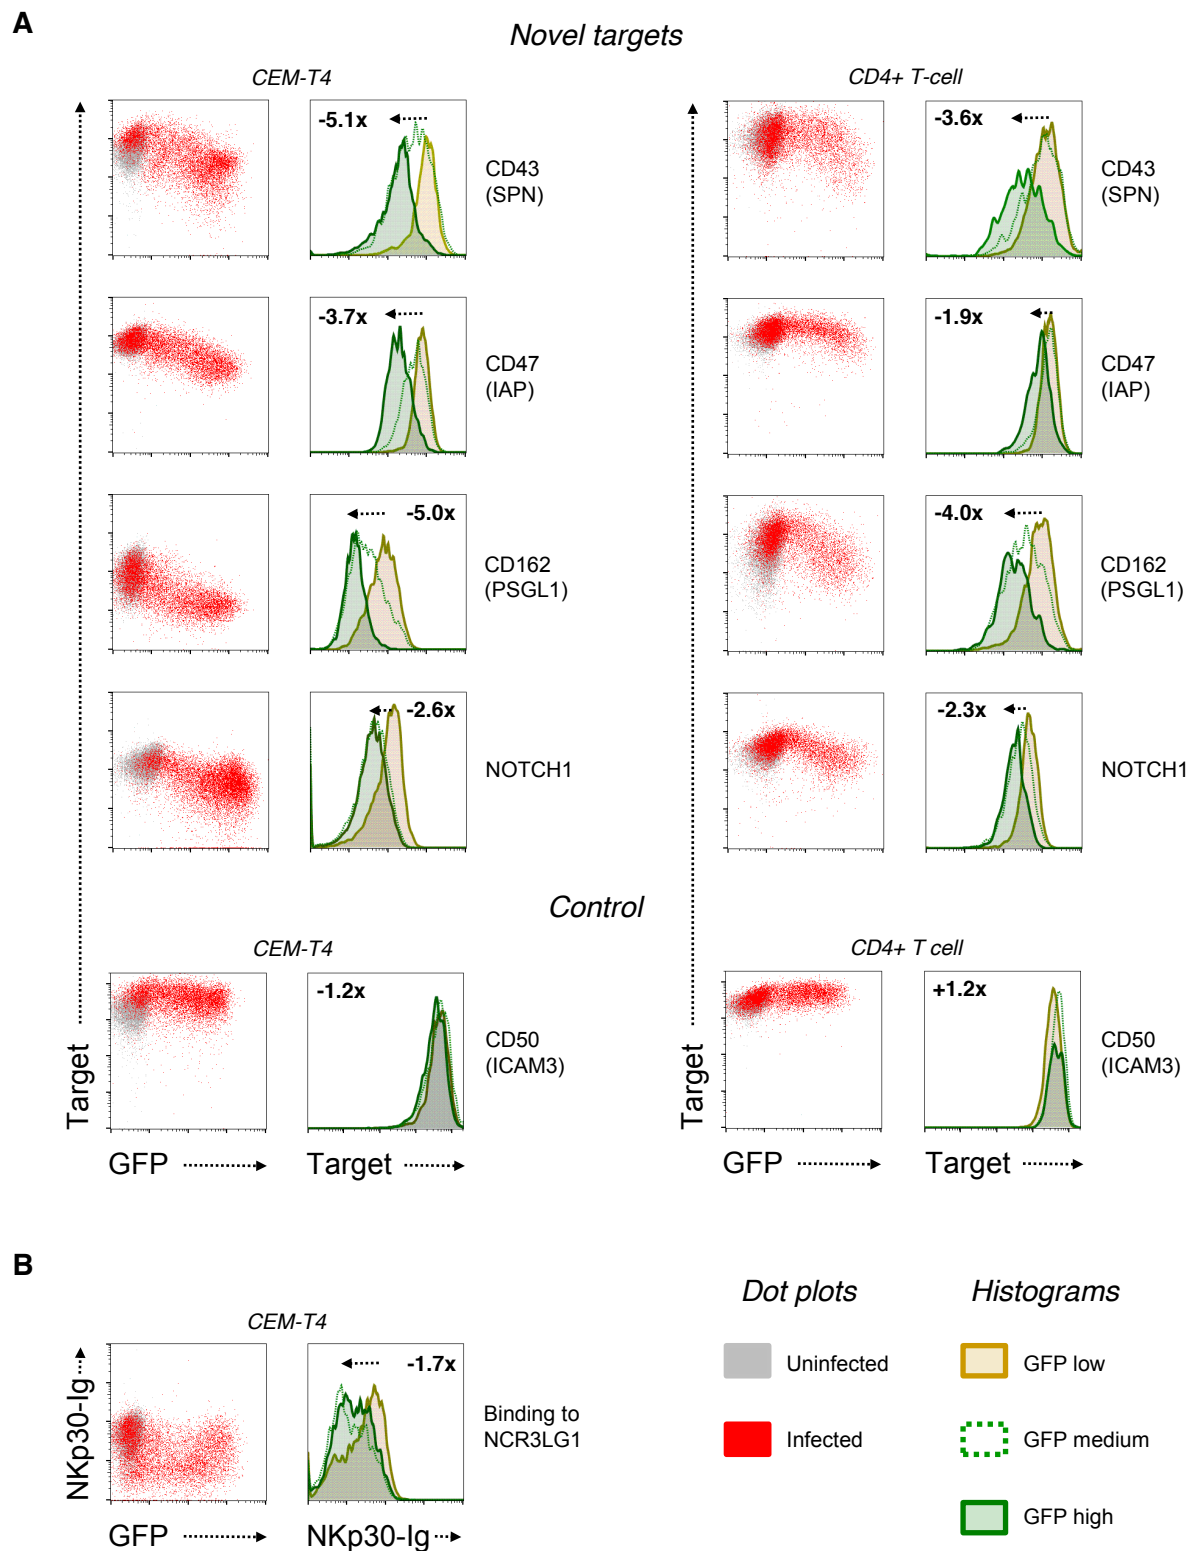 A
Novel targets
CEM-T4
CD4+ T-cell
-5.1x
CD43
(SPN)
-3.6x
CD43
(SPN)
-3.7x
CD47
(IAP)
-1.9x
CD47
(IAP)
-5.0x
CD162
(PSGL1)
-4.0x
CD162
(PSGL1)
-2.6x
NOTCH1
-2.3x
NOTCH1
Control
CEM-T4
CD4+ T cell
-1.2x
CD50
(ICAM3)
+1.2x
CD50
(ICAM3)
Target
Target
GFP
Target
GFP
Target
B
CEM-T4
NKp30-Ig
-1.7x
Binding to
NCR3LG1
GFP
NKp30-Ig
Dot plots
Histograms
Uninfected
GFP low
Infected
GFP medium
GFP high